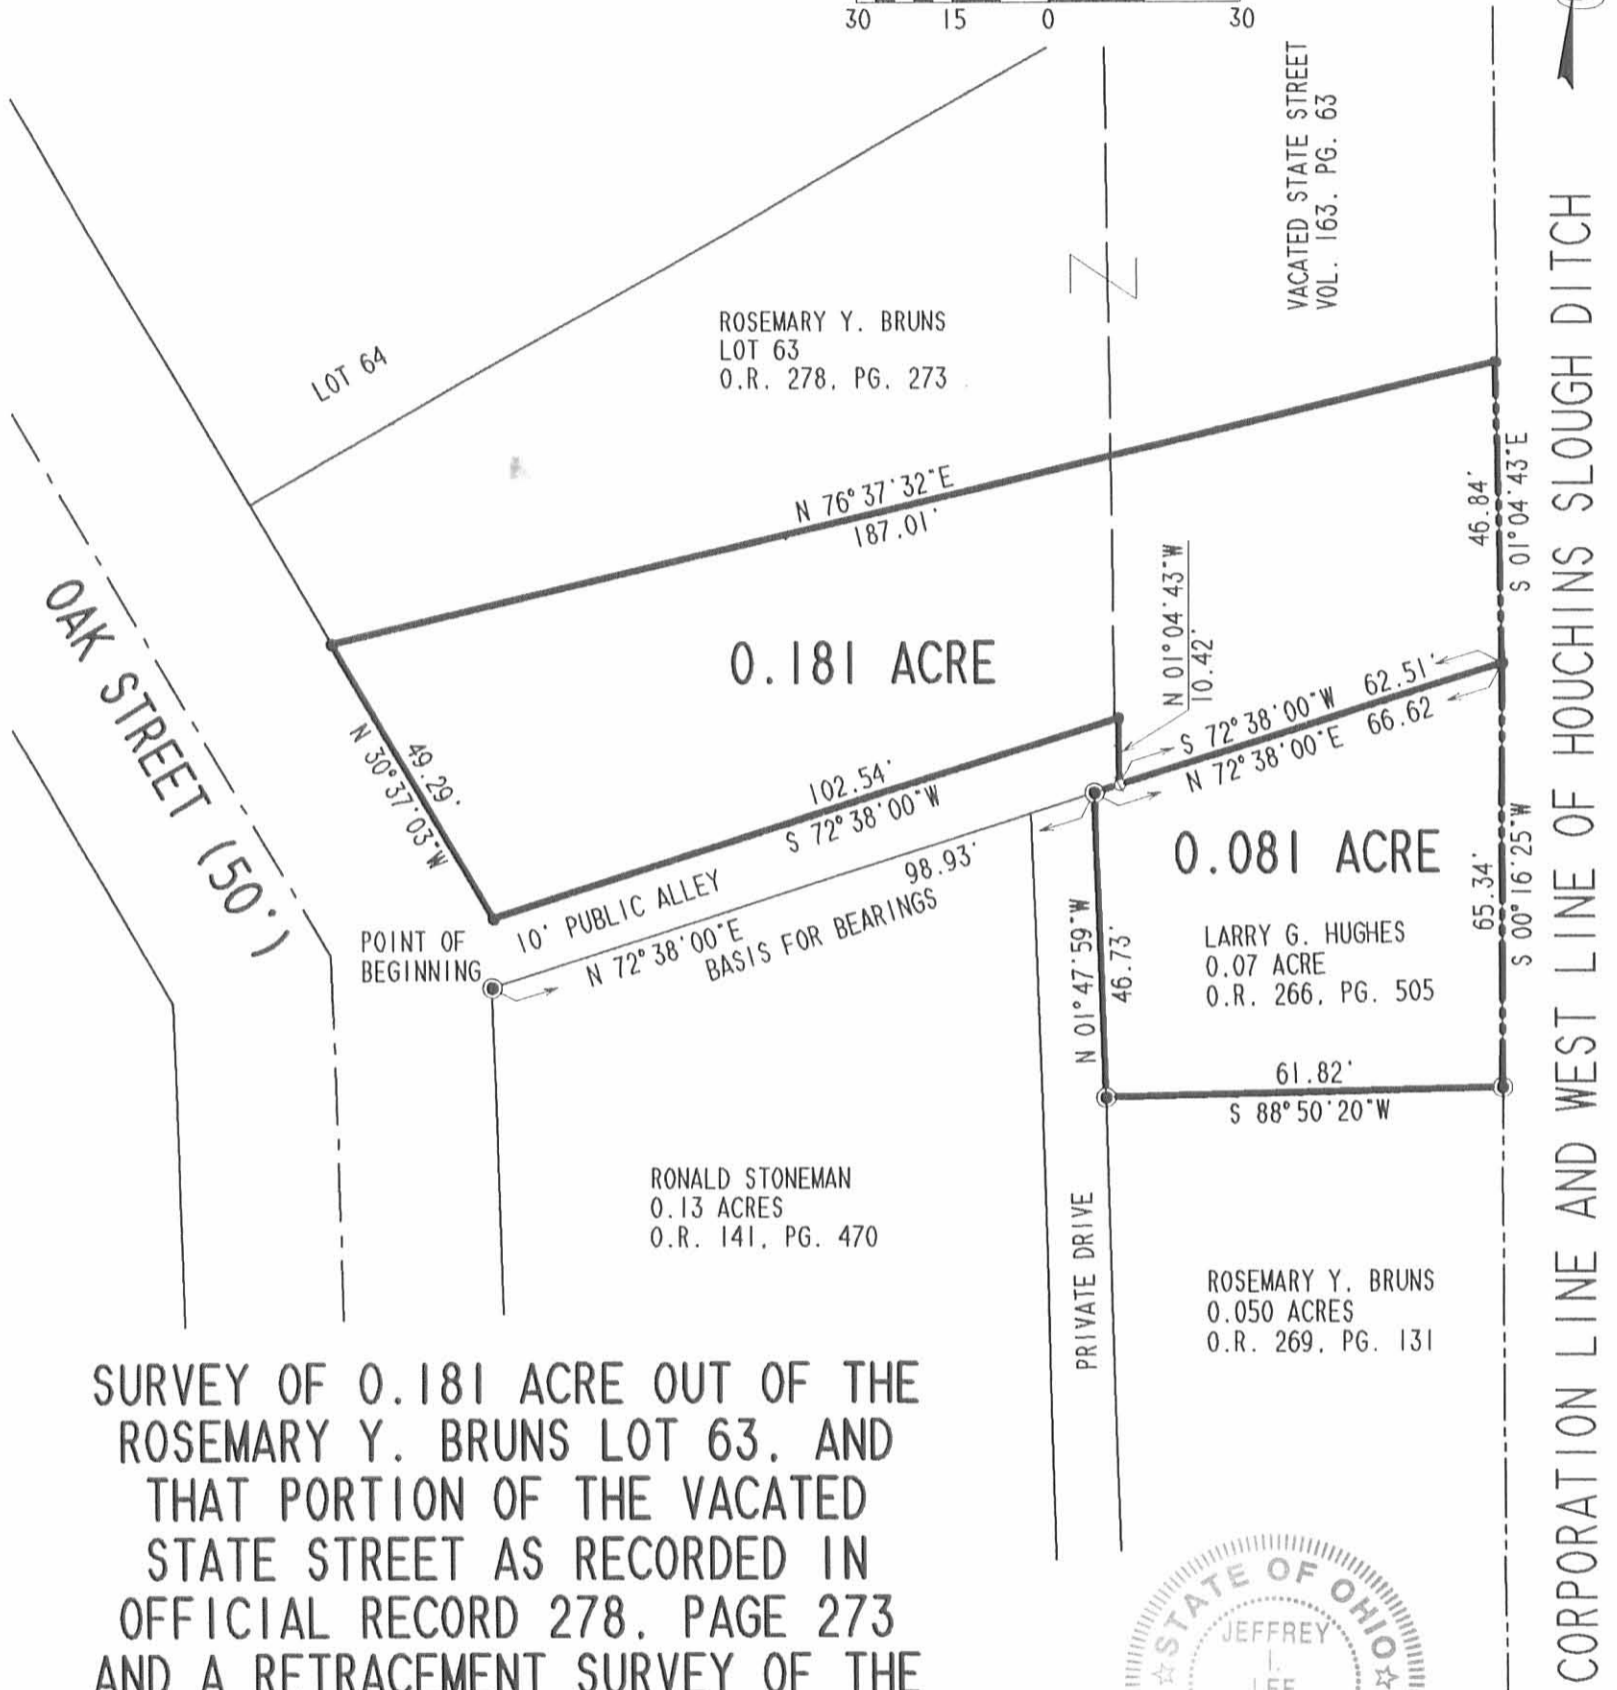 30 15 0 30
VACATED STATE STREET
VOL. 163, PG. 63
LOT 64
ROSEMARY Y. BRUNS
LOT 63
O.R. 278, PG. 273
N 76°37'32"E
187.01'
46.84'
S 01°04'43"E
OAK STREET (50')
0.181 ACRE
N 01°04'43"W
10.42'
49.29'
N 30°37'03"W
102.54'
S 72°38'00"W
S 72°38'00"W 62.51'
N 72°38'00"E 66.62
10' PUBLIC ALLEY
98.93'
N 72°38'00"E
BASIS FOR BEARINGS
POINT OF
BEGINNING
0.081 ACRE
LARRY G. HUGHES
0.07 ACRE
O.R. 266, PG. 505
N 01°47'59"W
46.73'
65.34'
S 00°16'25"W
61.82'
S 88°50'20"W
RONALD STONEMAN
0.13 ACRES
O.R. 141, PG. 470
PRIVATE DRIVE
ROSEMARY Y. BRUNS
0.050 ACRES
O.R. 269, PG. 131
CORPORATION LINE AND WEST LINE OF HOUCHINS SLOUGH DITCH
SURVEY OF 0.181 ACRE OUT OF THE
ROSEMARY Y. BRUNS LOT 63, AND
THAT PORTION OF THE VACATED
STATE STREET AS RECORDED IN
OFFICIAL RECORD 278, PAGE 273
AND A RETRACEMENT SURVEY OF THE
STATE OF OHIO
JEFFREY
I.
LEE